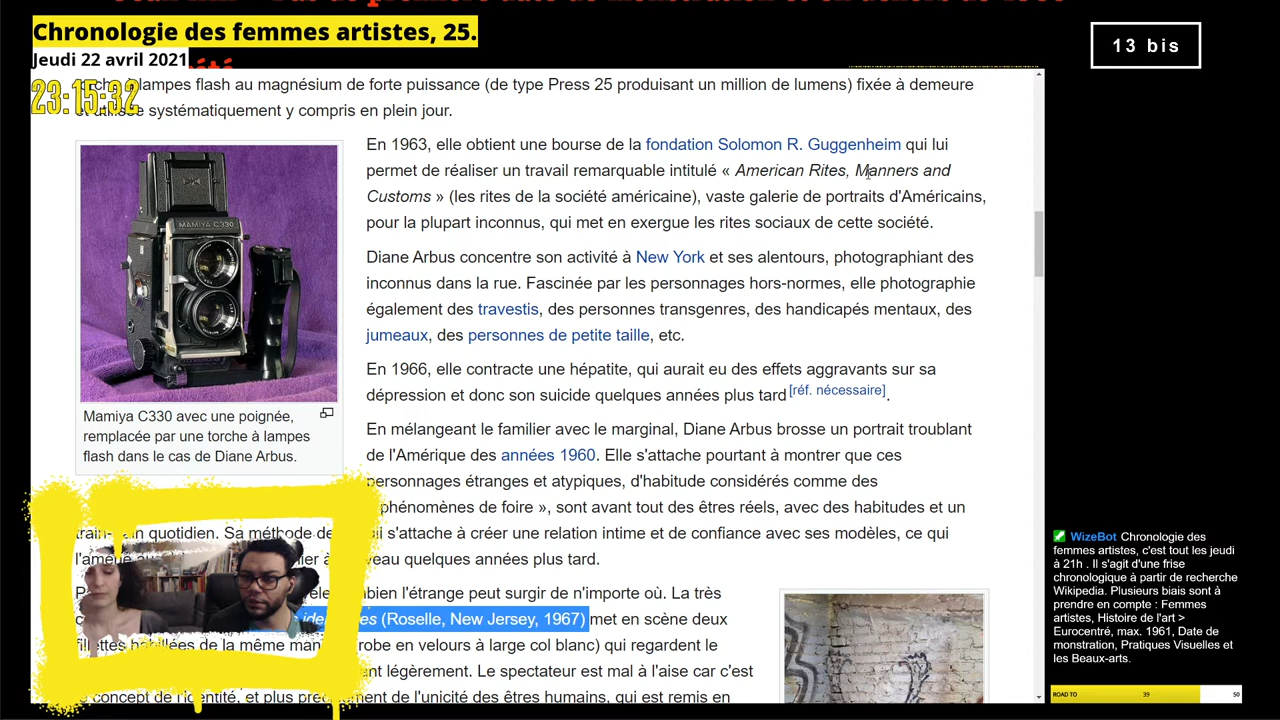 Chronologie des femmes artistes, 25.
Jeudi 22 avril 2021
13 bis
23:15:32
lampes flash au magnésium de forte puissance (de type Press 25 produisant un million de lumens) fixée à demeure
systématiquement y compris en plein jour.
En 1963, elle obtient une bourse de la fondation Solomon R. Guggenheim qui lui
permet de réaliser un travail remarquable intitulé « American Rites, Manners and
Customs » (les rites de la société américaine), vaste galerie de portraits d'Américains,
pour la plupart inconnus, qui met en exergue les rites sociaux de cette société.
Diane Arbus concentre son activité à New York et ses alentours, photographiant des
inconnus dans la rue. Fascinée par les personnages hors-normes, elle photographie
également des travestis, des personnes transgenres, des handicapés mentaux, des
jumeaux, des personnes de petite taille, etc.
En 1966, elle contracte une hépatite, qui aurait eu des effets aggravants sur sa
dépression et donc son suicide quelques années plus tard [réf. nécessaire].
En mélangeant le familier avec le marginal, Diane Arbus brosse un portrait troublant
de l'Amérique des années 1960. Elle s'attache pourtant à montrer que ces
personnages étranges et atypiques, d'habitude considérés comme des
phénomènes de foire », sont avant tout des êtres réels, avec des habitudes et un
quotidien. Sa méthode de s'attache à créer une relation intime et de confiance avec ses modèles, ce qui
quelques années plus tard.
MAMIYA C330
Mamiya C330 avec une poignée,
remplacée par une torche à lampes
flash dans le cas de Diane Arbus.
l'étrange peut surgir de n'importe où. La très
(Roselle, New Jersey, 1967) met en scène deux
fillettes habillées de la même robe en velours à large col blanc) qui regardent le
légèrement. Le spectateur est mal à l'aise car c'est
concept de l'identité, et plus de l'unicité des êtres humains, qui est remis en
WizeBot Chronologie des
femmes artistes, c'est tout les jeudi
à 21h . Il s'agit d'une frise
chronologique à partir de recherche
Wikipedia. Plusieurs biais sont à
prendre en compte : Femmes
artistes, Histoire de l'art >
Eurocentré, max. 1961, Date de
monstration, Pratiques Visuelles et
les Beaux-arts.
ROAD TO 39 50